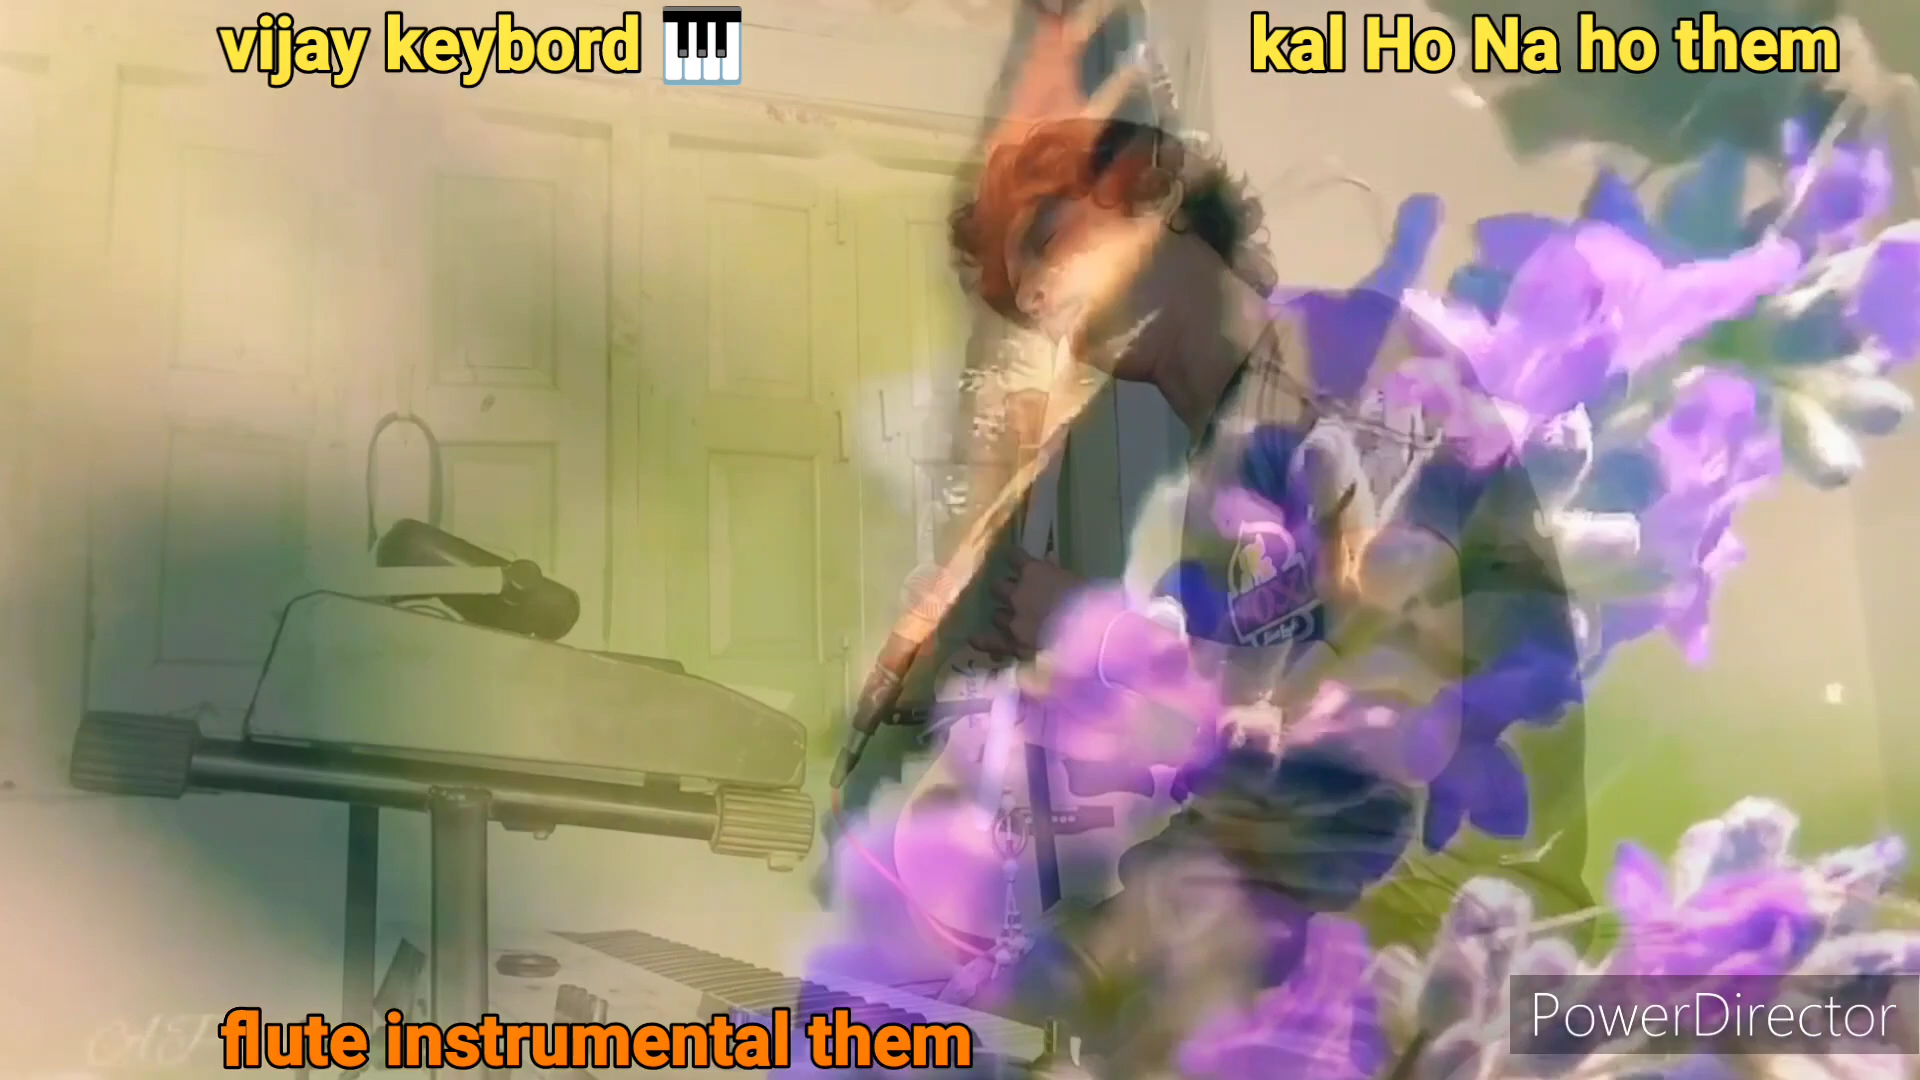 vijay keybord 🎹
kal Ho Na ho them
flute instrumental them
PowerDirector